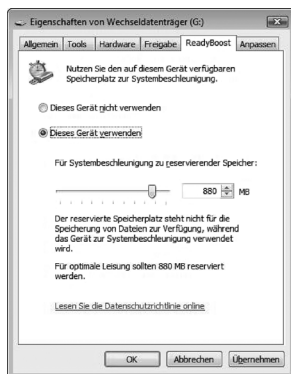 Eigenschaften von Wechseldatenträger (G:)
Allgemein Tools Hardware Freigabe ReadyBoost Anpassen
Nutzen Sie den auf diesem Gerät verfügbaren
Speicherplatz zur Systembeschleunigung.
Dieses Gerät nicht verwenden
Dieses Gerät verwenden
Für Systembeschleunigung zu reservierender Speicher:
880 MB
Der reservierte Speicherplatz steht nicht für die
Speicherung von Dateien zur Verfügung, während
das Gerät zur Systembeschleunigung verwendet
wird.
Für optimale Leisung sollten 880 MB reserviert
werden.
Lesen Sie die Datenschutzrichtlinie online
OK Abbrechen Übernehmen